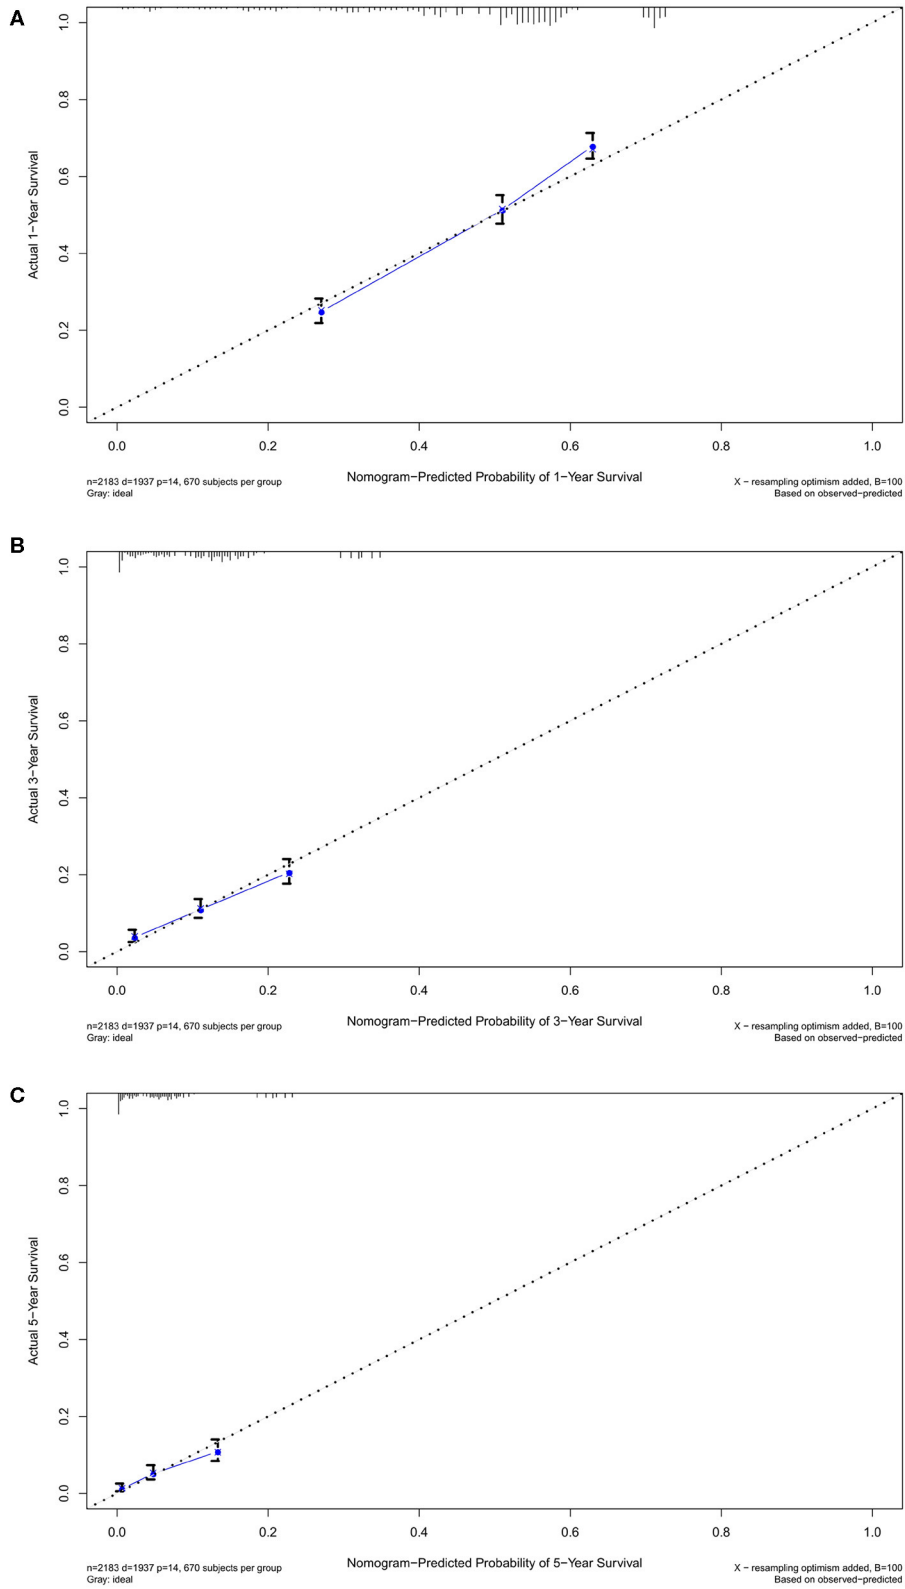 A
1.0
0.8
0.6
0.4
0.2
0.0
Actual 1−Year Survival
0.0 0.2 0.4 0.6 0.8 1.0
Nomogram−Predicted Probability of 1−Year Survival
n=2183 d=1937 p=14, 670 subjects per group
Gray: ideal
X − resampling optimism added, B=100
Based on observed−predicted
B
1.0
0.8
0.6
0.4
0.2
0.0
Actual 3−Year Survival
0.0 0.2 0.4 0.6 0.8 1.0
Nomogram−Predicted Probability of 3−Year Survival
n=2183 d=1937 p=14, 670 subjects per group
Gray: ideal
X − resampling optimism added, B=100
Based on observed−predicted
C
1.0
0.8
0.6
0.4
0.2
0.0
Actual 5−Year Survival
0.0 0.2 0.4 0.6 0.8 1.0
Nomogram−Predicted Probability of 5−Year Survival
n=2183 d=1937 p=14, 670 subjects per group
Gray: ideal
X − resampling optimism added, B=100
Based on observed−predicted